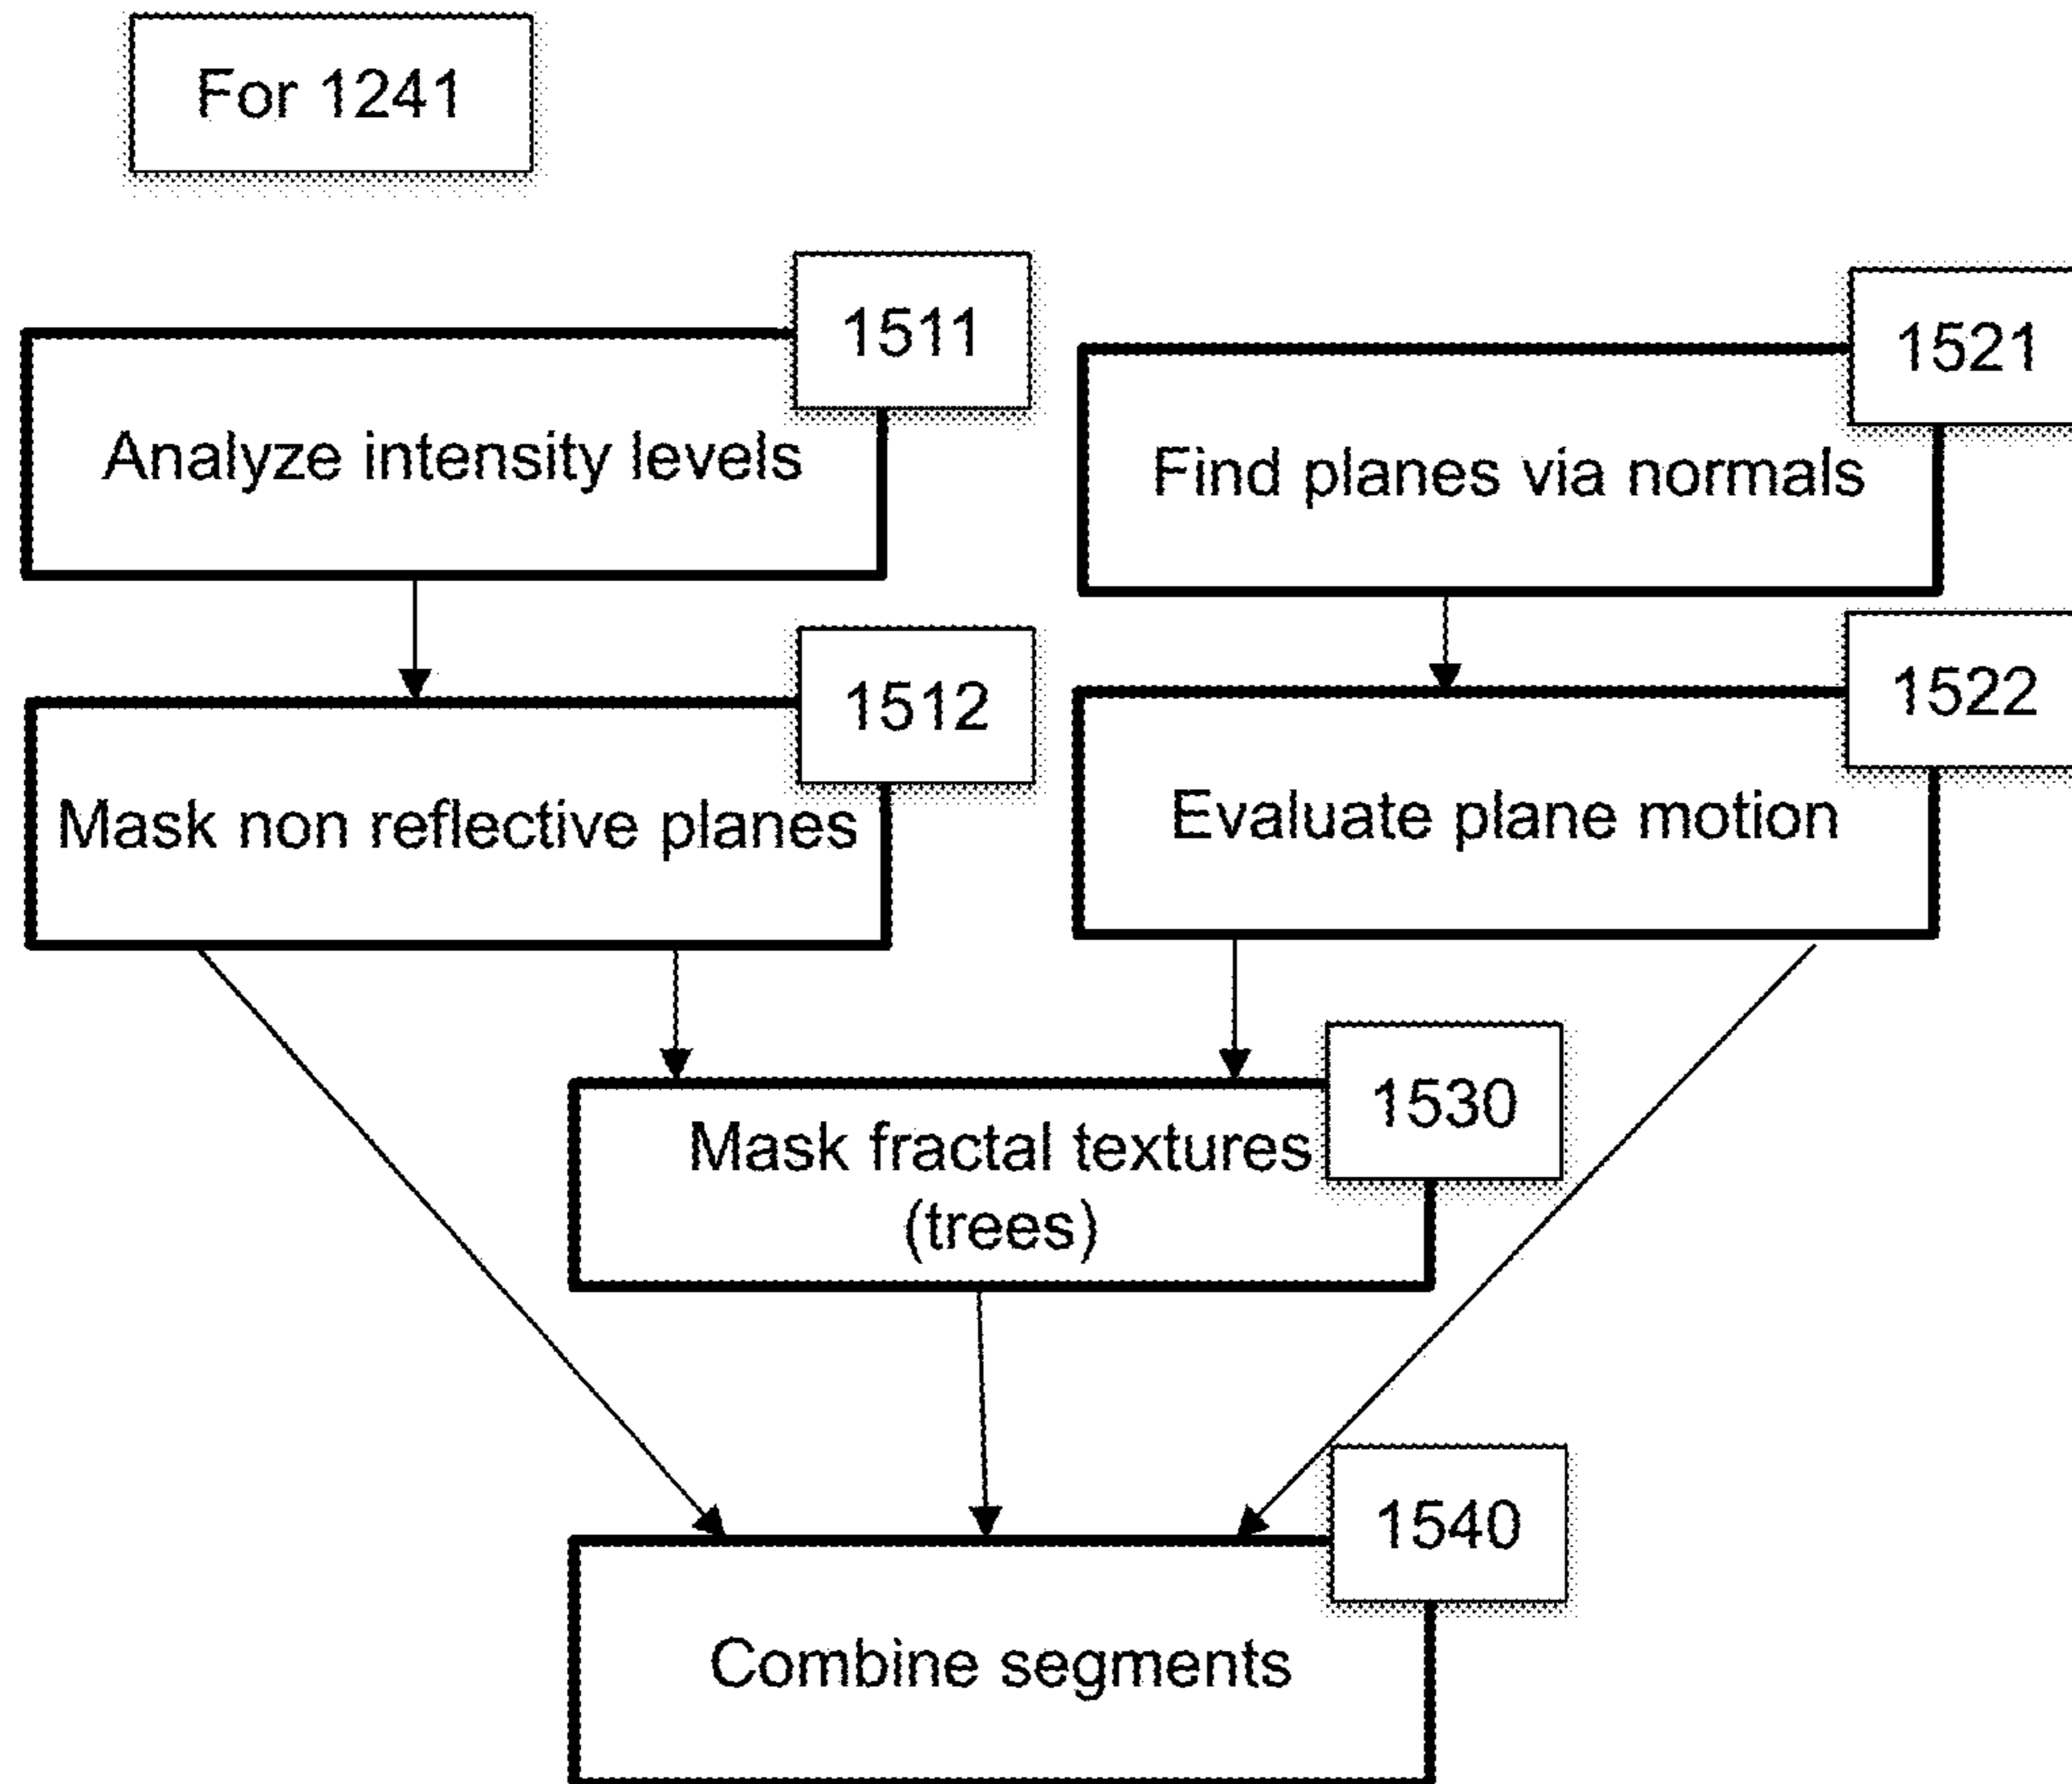 For 1241
1511
Analyze intensity levels
1521
Find planes via normals
1512
Mask non reflective planes
1522
Evaluate plane motion
1530
Mask fractal textures
(trees)
1540
Combine segments